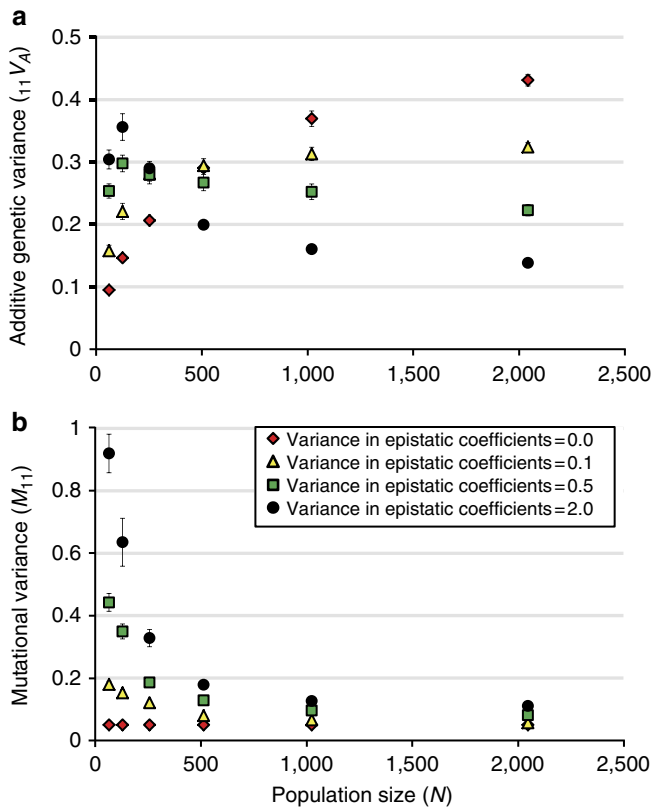 a
Additive genetic variance (₁₁V_A)
0.5
0.4
0.3
0.2
0.1
0
0 500 1,000 1,500 2,000 2,500
b
Mutational variance (M₁₁)
1
0.8
0.6
0.4
0.2
0
Variance in epistatic coefficients=0.0
Variance in epistatic coefficients=0.1
Variance in epistatic coefficients=0.5
Variance in epistatic coefficients=2.0
0 500 1,000 1,500 2,000 2,500
Population size (N)